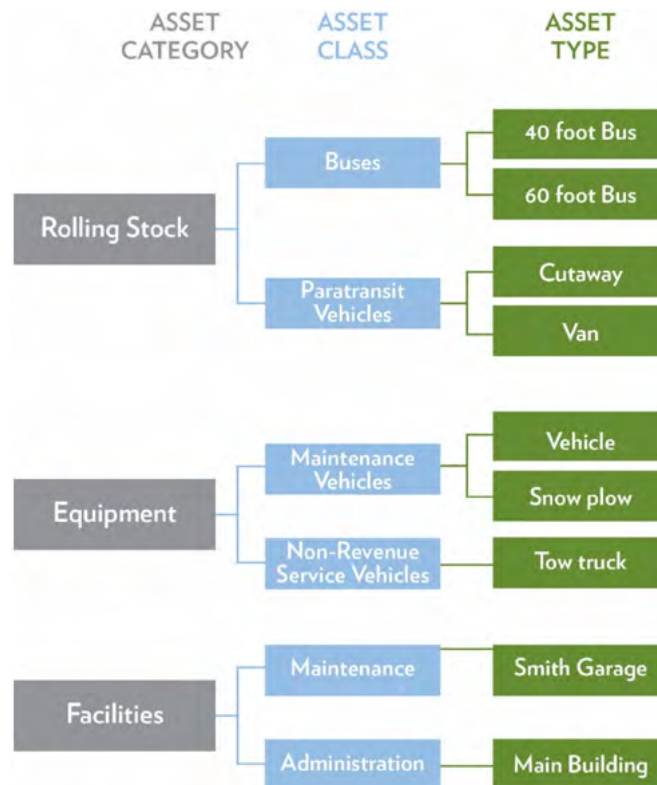 ASSET
CATEGORY
ASSET
CLASS
ASSET
TYPE
Rolling Stock
Buses
40 foot Bus
60 foot Bus
Paratransit
Vehicles
Cutaway
Van
Equipment
Maintenance
Vehicles
Vehicle
Snow plow
Non-Revenue
Service Vehicles
Tow truck
Facilities
Maintenance
Smith Garage
Administration
Main Building